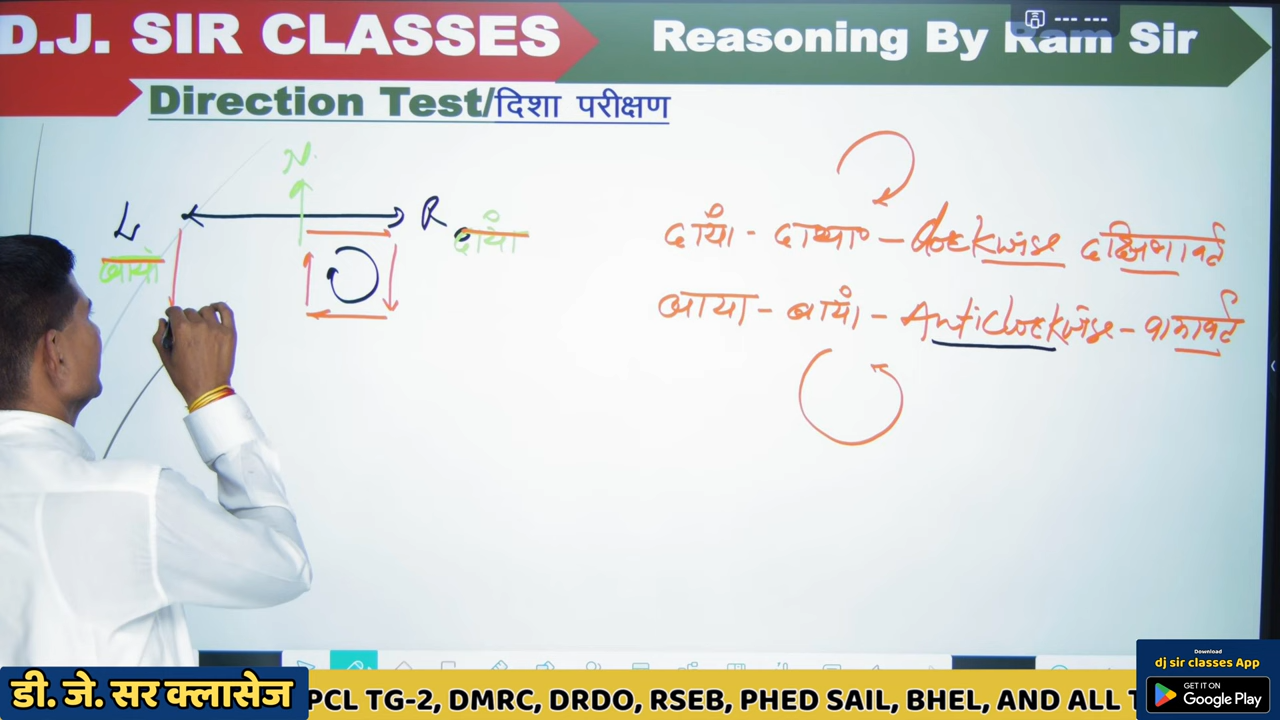 D.J. SIR CLASSES
Reasoning By Ram Sir
Direction Test/दिशा परीक्षण
N.
L
R
बायां
दांया
दांया - दाया - Clockwise दक्षिणावर्त
बाया - बायां - Anticlockwise - वामावर्त
डी. जे. सर क्लासेज
PCL TG-2, DMRC, DRDO, RSEB, PHED SAIL, BHEL, AND ALL T
Download
dj sir classes App
GET IT ON
Google Play